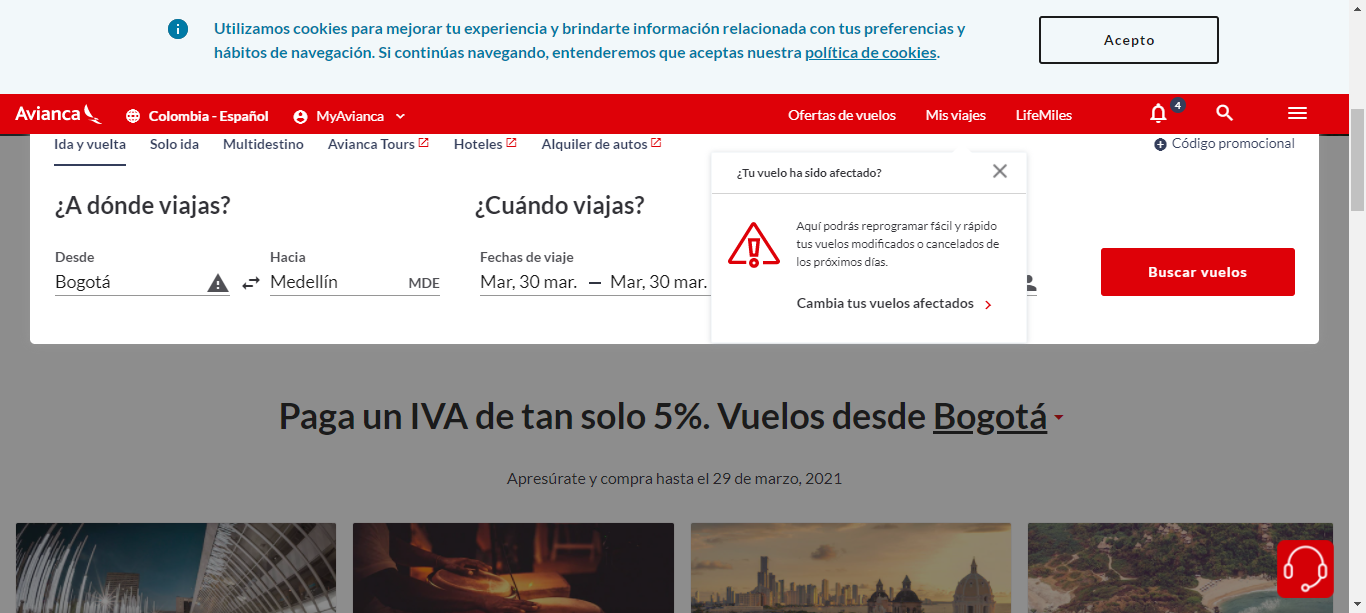 Utilizamos cookies para mejorar tu experiencia y brindarte información relacionada con tus preferencias y
hábitos de navegación. Si continúas navegando, entenderemos que aceptas nuestra política de cookies.
Acepto
Avianca
Colombia - Español
MyAvianca
Ofertas de vuelos
Mis viajes
LifeMiles
4
Ida y vuelta
Solo ida
Multidestino
Avianca Tours
Hoteles
Alquiler de autos
Código promocional
¿Tu vuelo ha sido afectado?
Aquí podrás reprogramar fácil y rápido
tus vuelos modificados o cancelados de
los próximos días.
Cambia tus vuelos afectados
¿A dónde viajas?
¿Cuándo viajas?
Desde
Bogotá
Hacia
Medellín
MDE
Fechas de viaje
Mar, 30 mar. — Mar, 30 mar.
Buscar vuelos
Paga un IVA de tan solo 5%. Vuelos desde Bogotá
Apresúrate y compra hasta el 29 de marzo, 2021